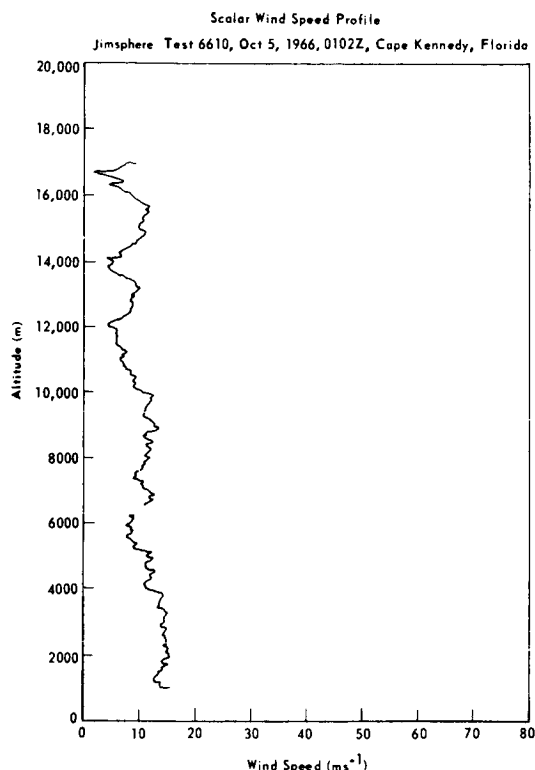 Scalar Wind Speed Profile
Jimsphere Test 6610, Oct 5, 1966, 0102Z, Cape Kennedy, Florida
20,000
18,000
16,000
14,000
12,000
10,000
8000
6000
4000
2000
0
Altitude (m)
0 10 20 30 40 50 60 70 80
Wind Speed (ms⁻¹)